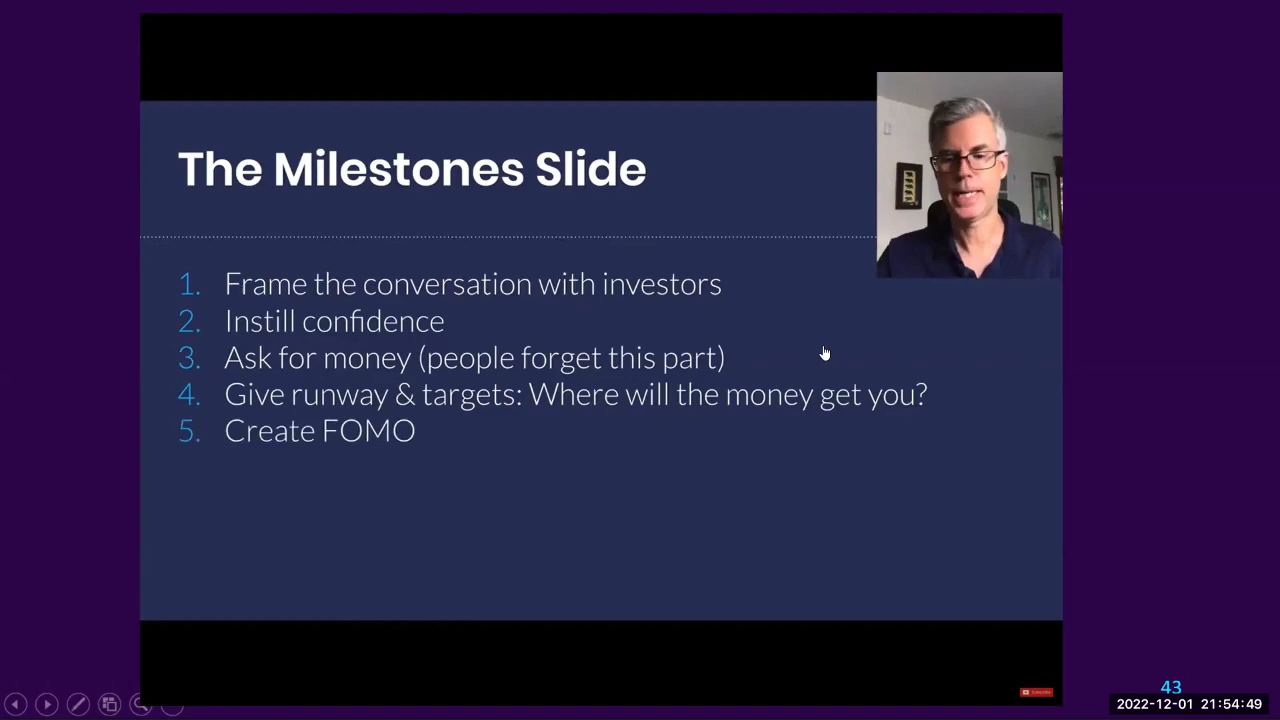 The Milestones Slide
1. Frame the conversation with investors
2. Instill confidence
3. Ask for money (people forget this part)
4. Give runway & targets: Where will the money get you?
5. Create FOMO
43
2022-12-01 21:54:49